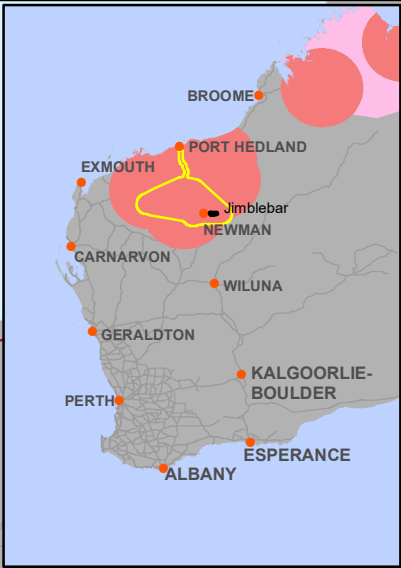 BROOME
PORT HEDLAND
EXMOUTH
Jimblebar
NEWMAN
CARNARVON
WILUNA
GERALDTON
KALGOORLIE-
BOULDER
PERTH
ESPERANCE
ALBANY